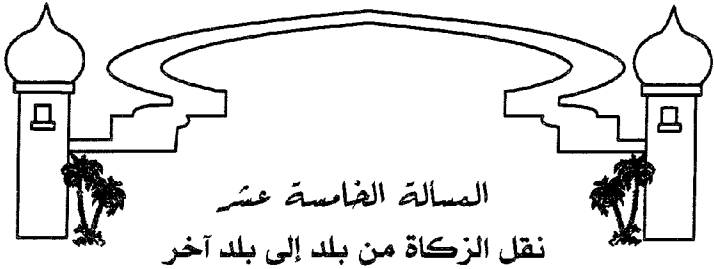 المسألة الخامسة عشر
نقل الزكاة من بلد إلى بلد آخر